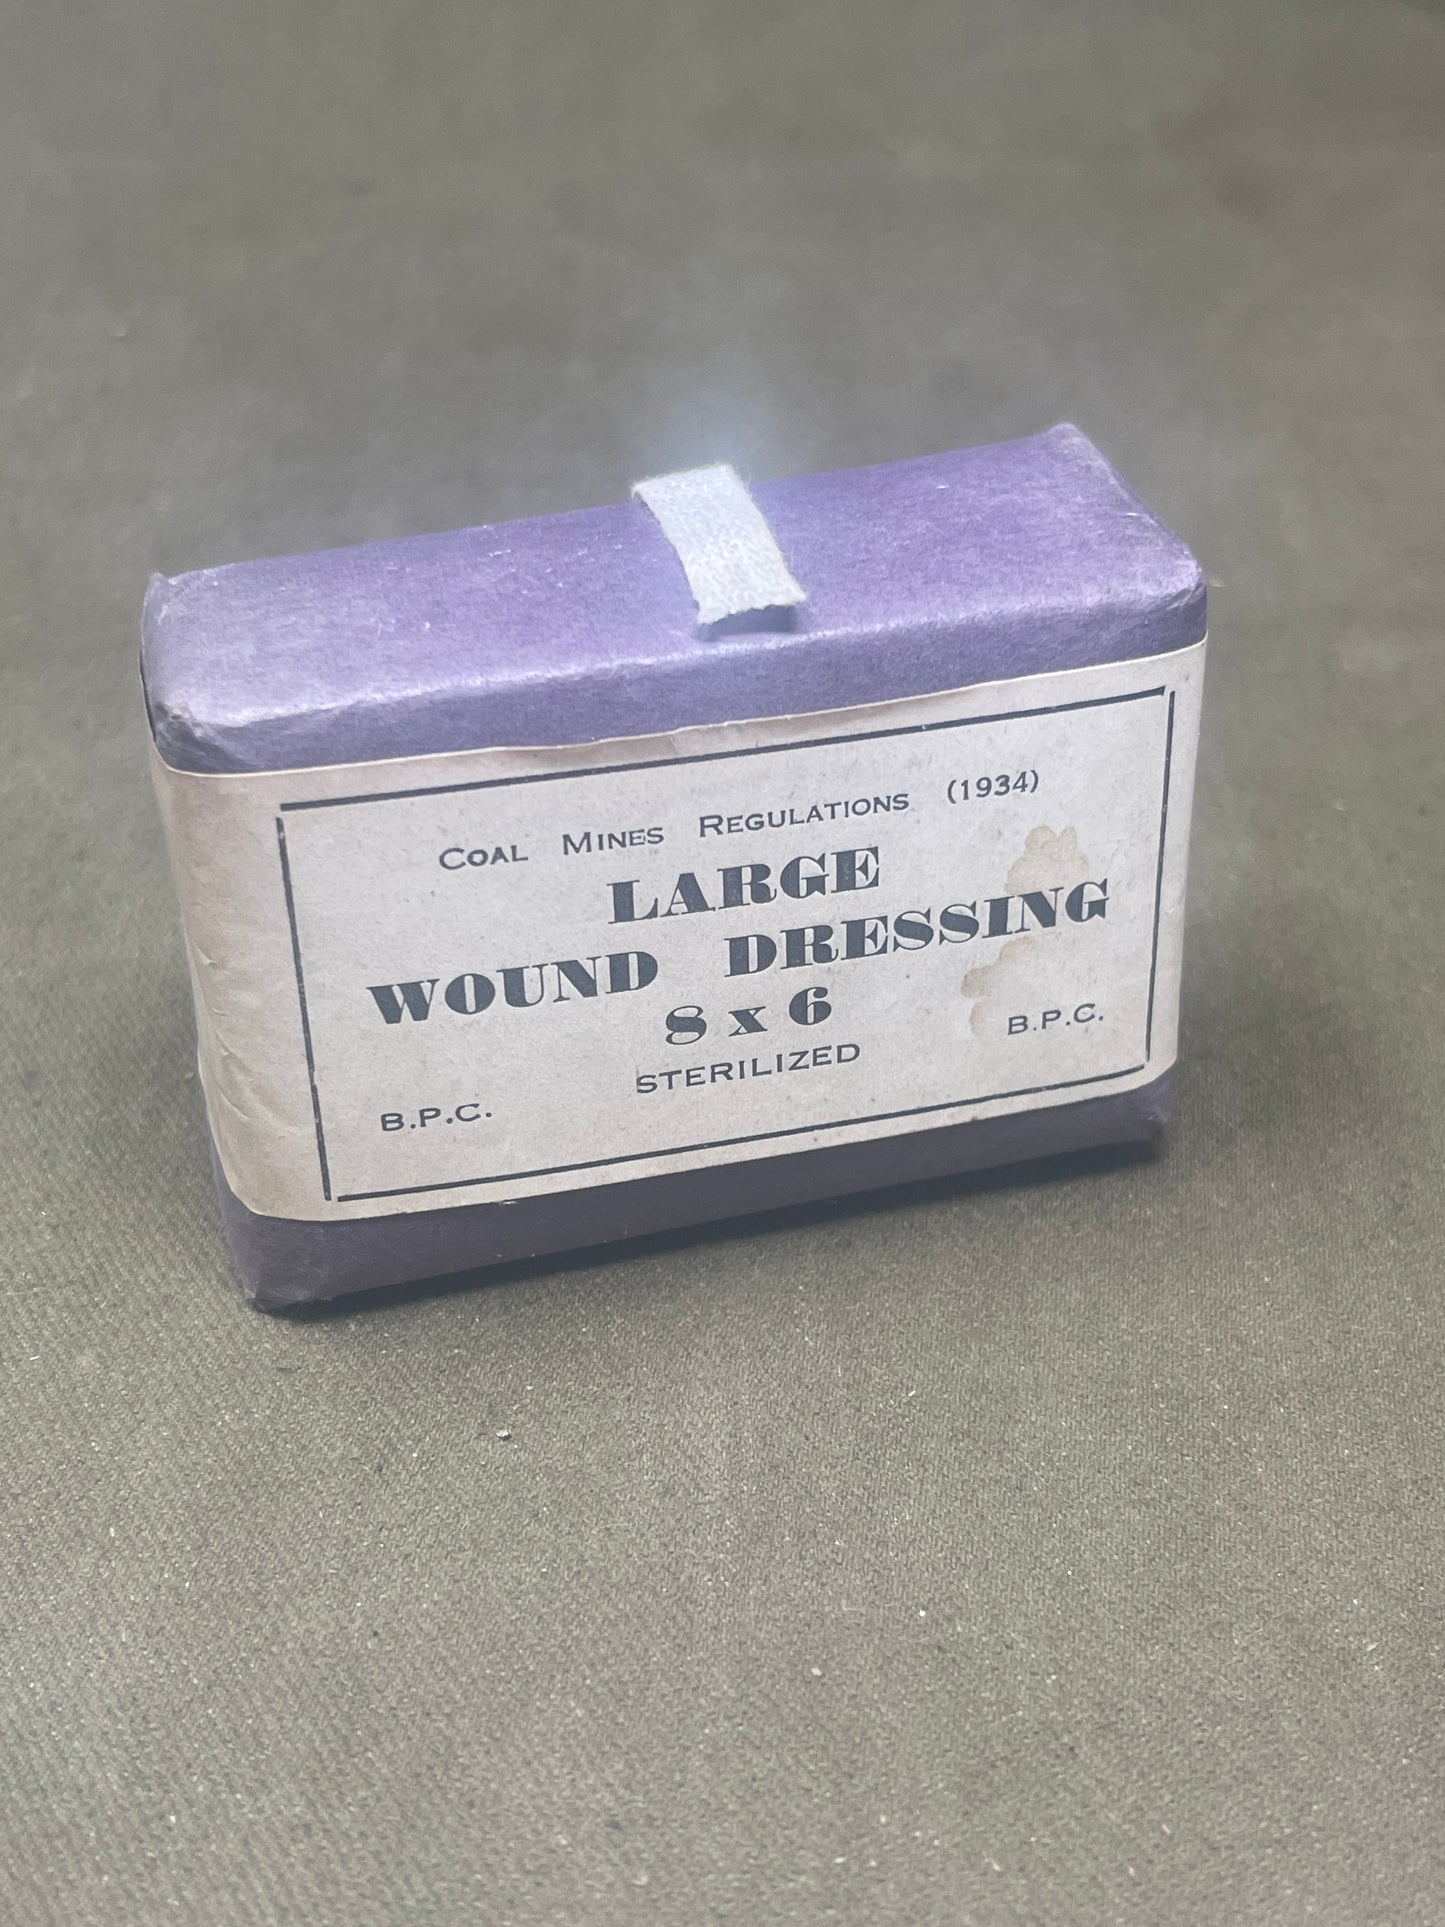 COAL MINES REGULATIONS (1934)
LARGE
WOUND DRESSING
8 x 6
STERILIZED
B.P.C.
B.P.C.